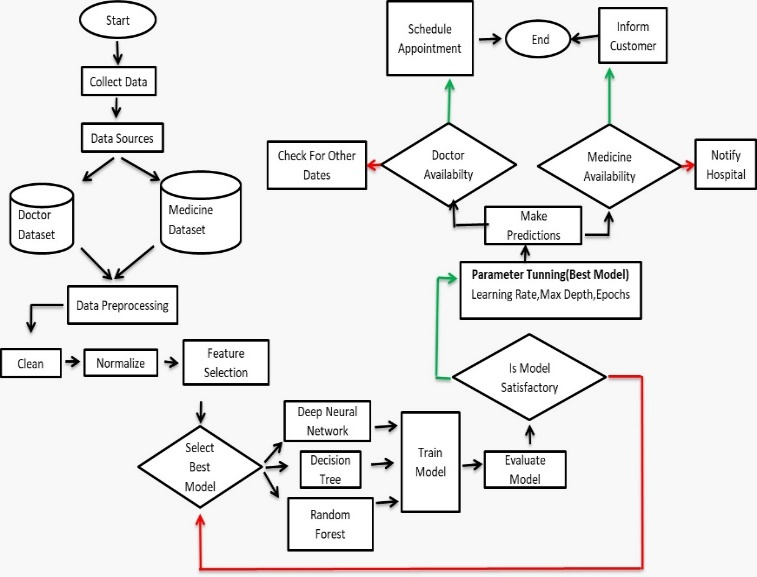 Start
Collect Data
Data Sources
Doctor
Dataset
Medicine
Dataset
Data Preprocessing
Clean
Normalize
Feature
Selection
Select
Best
Model
Deep Neural
Network
Decision
Tree
Random
Forest
Train
Model
Evaluate
Model
Is Model
Satisfactory
Parameter Tunning(Best Model)
Learning Rate,Max Depth,Epochs
Make
Predictions
Doctor
Availabilty
Check For Other
Dates
Schedule
Appointment
Medicine
Availability
Notify
Hospital
Inform
Customer
End